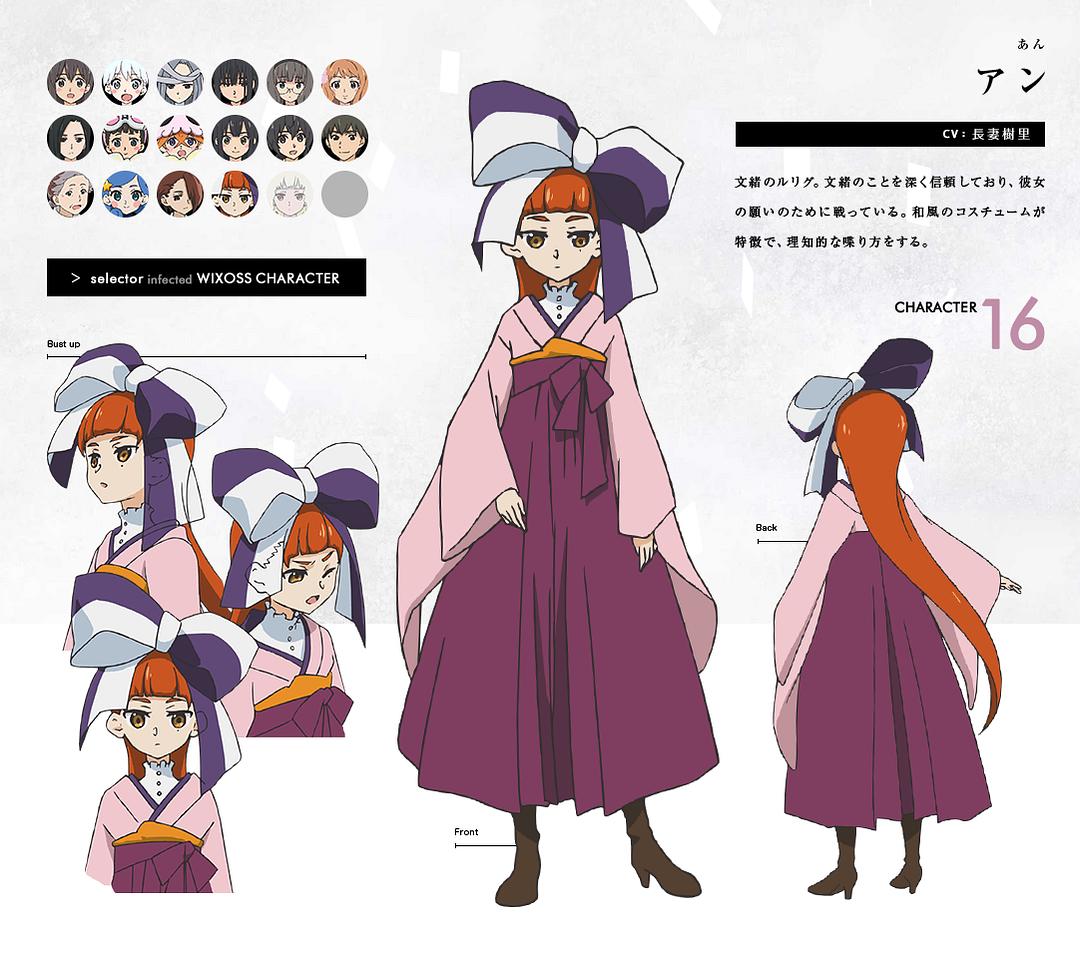 あん
アン
CV：長妻樹里
文緒のルリグ。文緒のことを深く信頼しており、彼女
の願いのために戦っている。和風のコスチュームが
特徴で、理知的な喋り方をする。
CHARACTER 16
> selector infected WIXOSS CHARACTER
Bust up
Back
Front